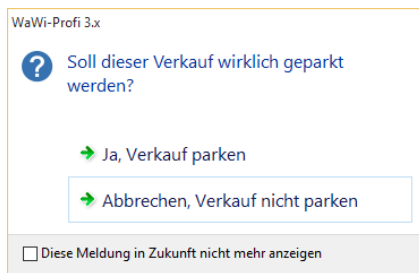 WaWi-Profi 3.x
Soll dieser Verkauf wirklich geparkt
werden?
Ja, Verkauf parken
Abbrechen, Verkauf nicht parken
Diese Meldung in Zukunft nicht mehr anzeigen